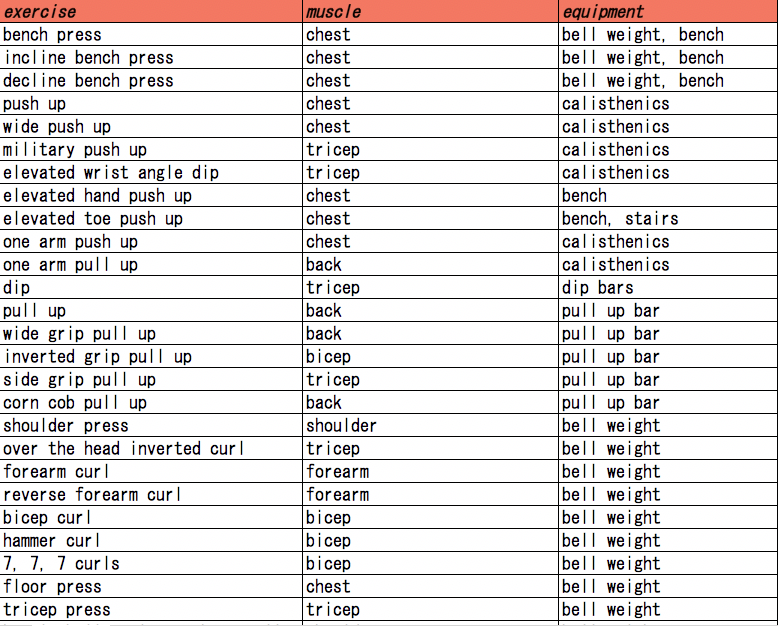 exercise muscle equipment
bench press chest bell weight, bench
incline bench press chest bell weight, bench
decline bench press chest bell weight, bench
push up chest calisthenics
wide push up chest calisthenics
military push up tricep calisthenics
elevated wrist angle dip tricep calisthenics
elevated hand push up chest bench
elevated toe push up chest bench, stairs
one arm push up chest calisthenics
one arm pull up back calisthenics
dip tricep dip bars
pull up back pull up bar
wide grip pull up back pull up bar
inverted grip pull up bicep pull up bar
side grip pull up tricep pull up bar
corn cob pull up back pull up bar
shoulder press shoulder bell weight
over the head inverted curl tricep bell weight
forearm curl forearm bell weight
reverse forearm curl forearm bell weight
bicep curl bicep bell weight
hammer curl bicep bell weight
7, 7, 7 curls bicep bell weight
floor press chest bell weight
tricep press tricep bell weight